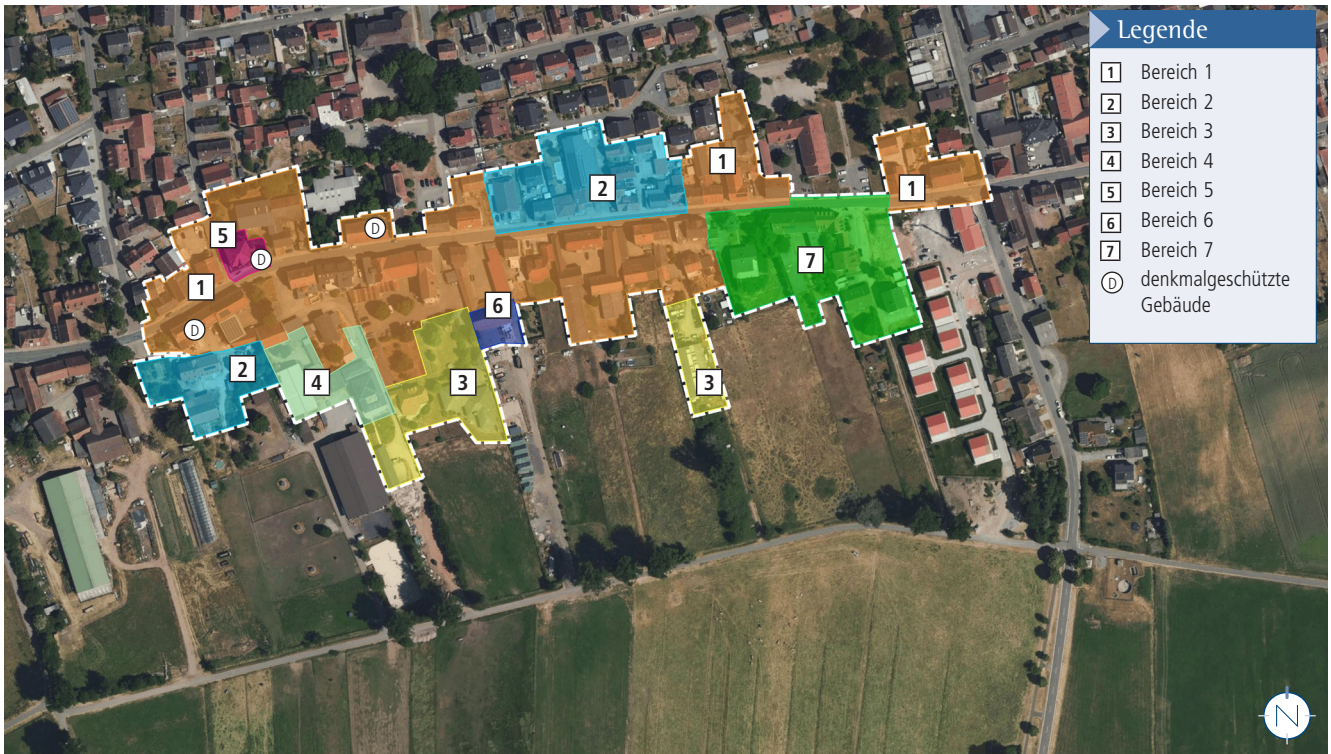 Legende
1 Bereich 1
2 Bereich 2
3 Bereich 3
4 Bereich 4
5 Bereich 5
6 Bereich 6
7 Bereich 7
D denkmalgeschützte
Gebäude
1
2
1
D
5
D
1
7
6
D
2
4
3
3
N